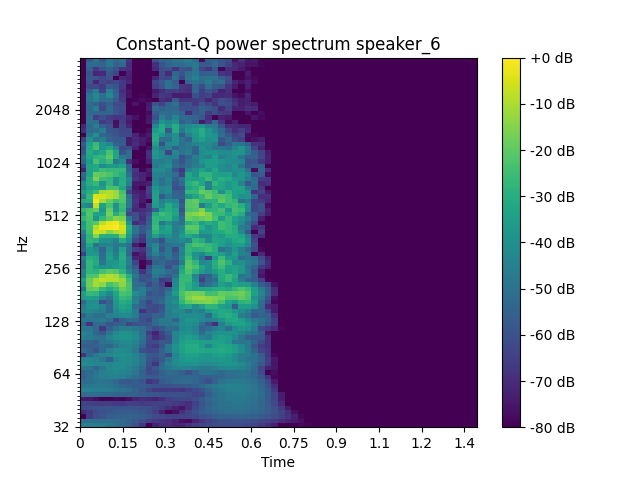 Constant-Q power spectrum speaker_6
+0 dB
2048
-10 dB
1024
-20 dB
512
-30 dB
Hz
-40 dB
256
-50 dB
128
-60 dB
64
-70 dB
32
-80 dB
0 0.15 0.3 0.45 0.6 0.75 0.9 1.1 1.2 1.4
Time